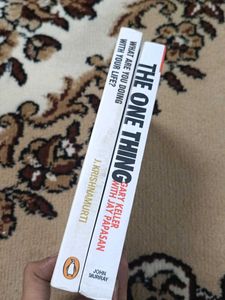 WHAT ARE YOU DOING
WITH YOUR LIFE?
J. KRISHNAMURTI
THE ONE THING
GARY KELLER
WITH JAY PAPASAN
JOHN
MURRAY